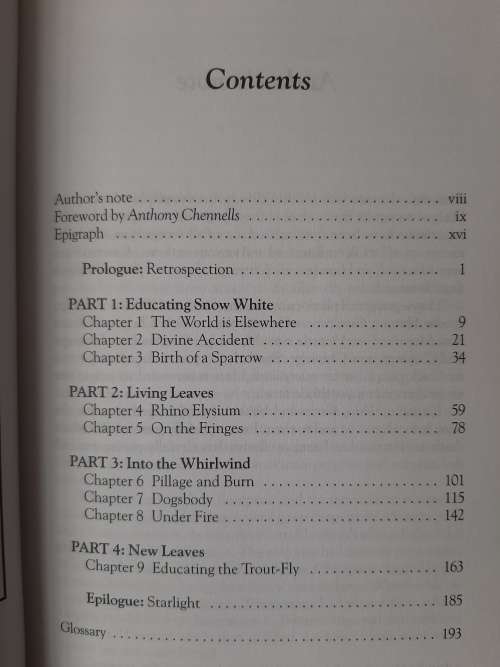 Contents
Author's note ........................................ viii
Foreword by Anthony Chennells ......................... ix
Epigraph ........................................... xvi
Prologue: Retrospection .......................... 1
PART 1: Educating Snow White
Chapter 1 The World is Elsewhere ................. 9
Chapter 2 Divine Accident ....................... 21
Chapter 3 Birth of a Sparrow ....................... 34
PART 2: Living Leaves
Chapter 4 Rhino Elysium ......................... 59
Chapter 5 On the Fringes ........................ 78
PART 3: Into the Whirlwind
Chapter 6 Pillage and Burn ........................ 101
Chapter 7 Dogsbody ............................ 115
Chapter 8 Under Fire ............................ 142
PART 4: New Leaves
Chapter 9 Educating the Trout-Fly ................. 163
Epilogue: Starlight .............................. 185
Glossary .......................................... 193